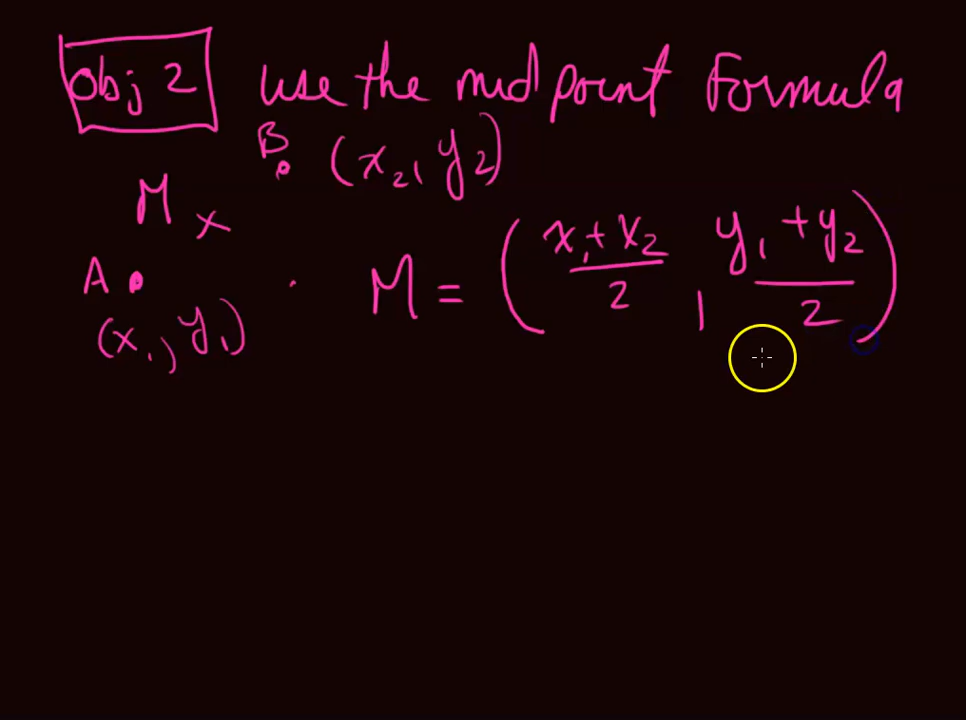 Obj 2 use the midpoint Formula
B (x₂, y₂)
M
A
(x₁, y₁)
M = ( (x₁ + x₂)/2 , (y₁ + y₂)/2 )